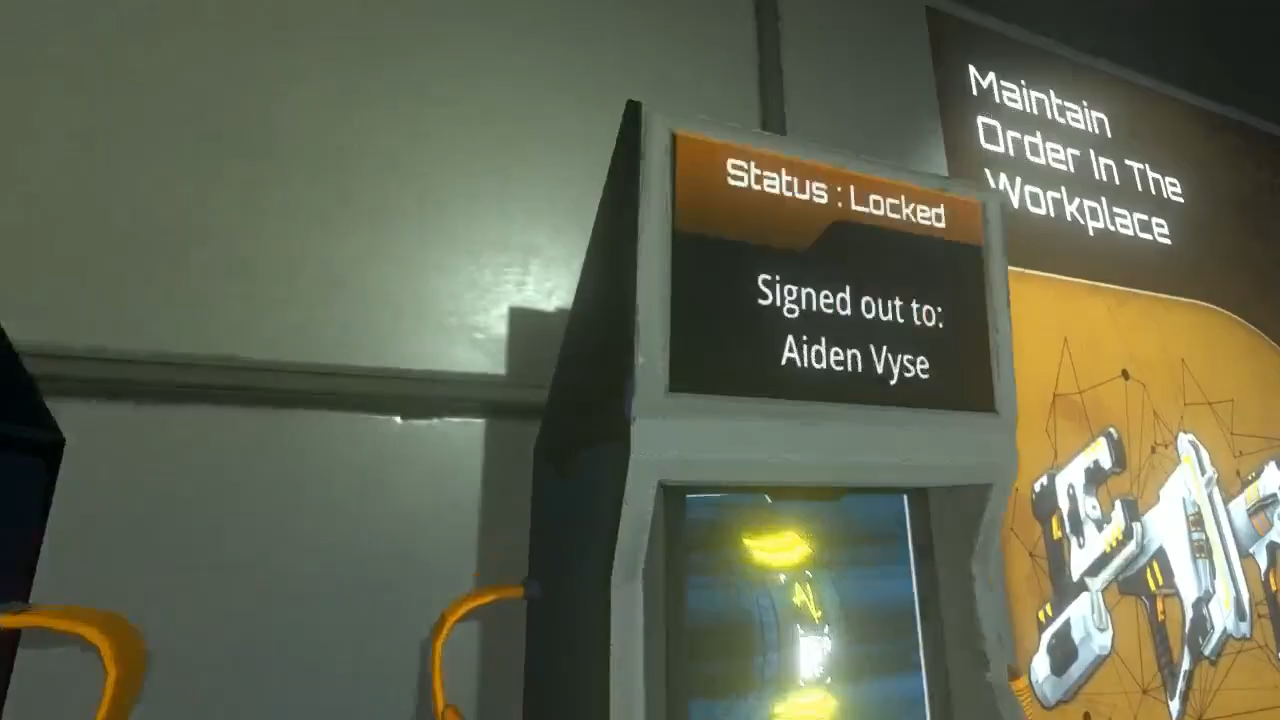 Status : Locked
Signed out to:
Aiden Vyse
Maintain
Order In The
Workplace